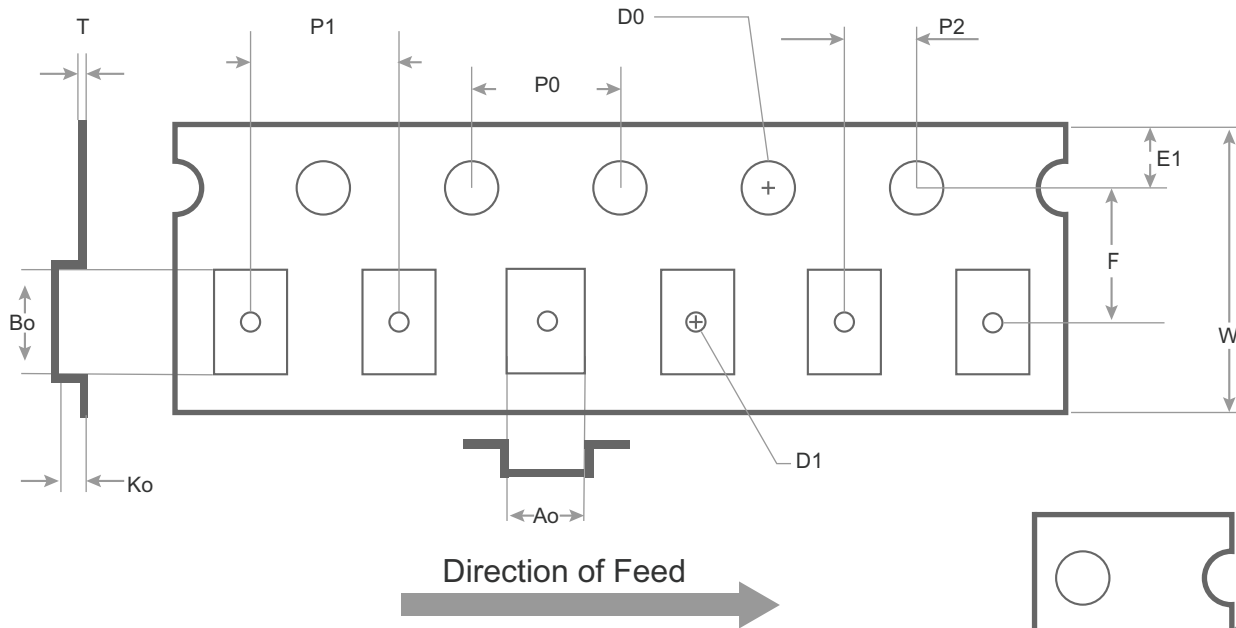 T
P1
D0
P2
P0
E1
F
Bo
W
D1
Ko
Ao
Direction of Feed